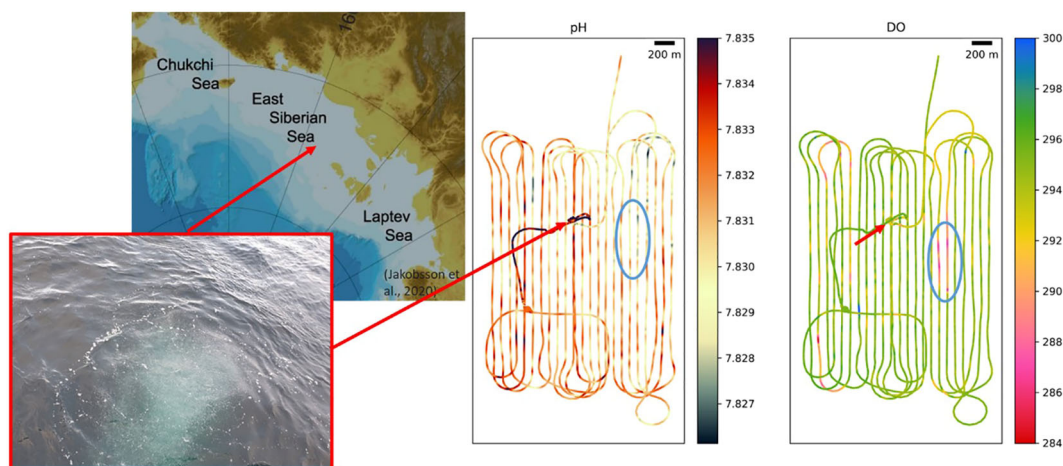 16
Chukchi
Sea
East
Siberian
Sea
Laptev
Sea
(Jakobsson et
al., 2020)
pH
200 m
7.835
7.834
7.833
7.832
7.831
7.830
7.829
7.828
7.827
DO
200 m
300
298
296
294
292
290
288
286
284